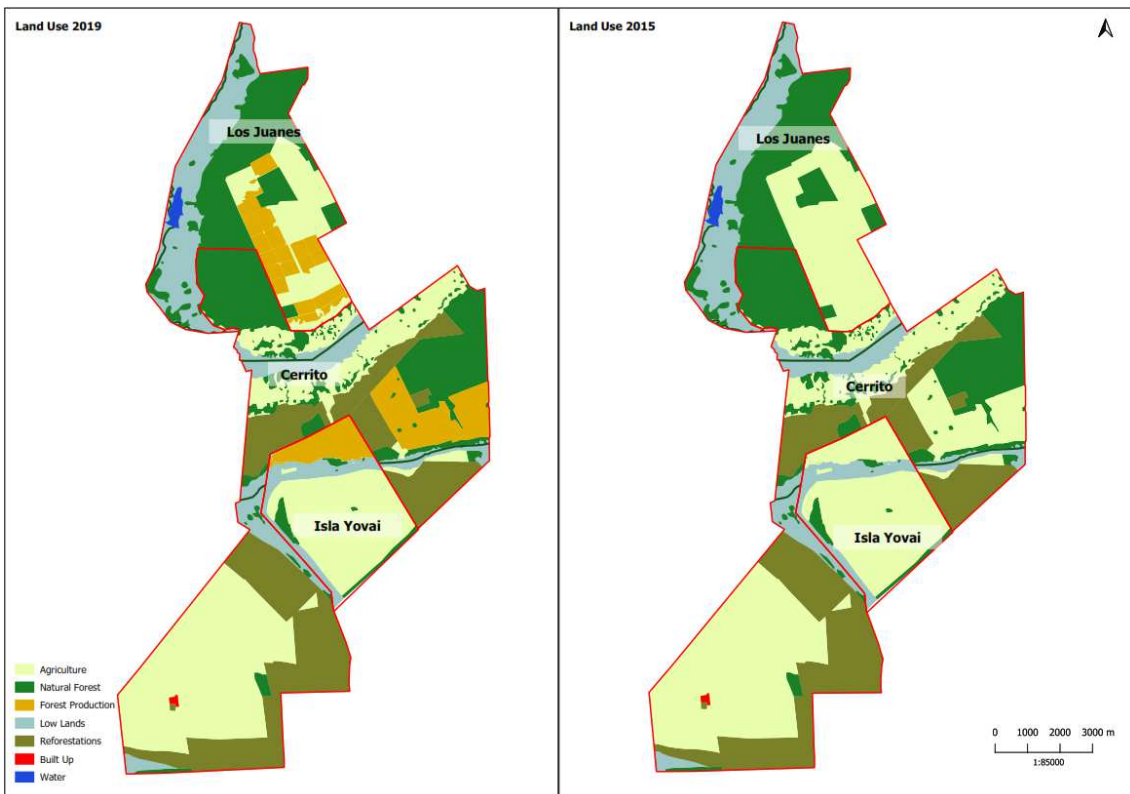 Land Use 2019
Los Juanes
Cerrito
Isla Yovai
Agriculture
Natural Forest
Forest Production
Low Lands
Reforestations
Built Up
Water
Land Use 2015
Los Juanes
Cerrito
Isla Yovai
0 1000 2000 3000 m
1:85000